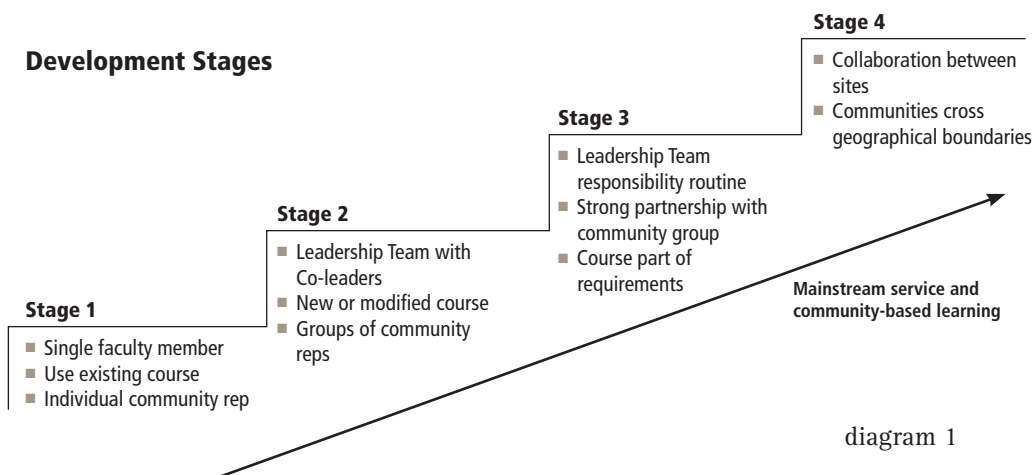 Development Stages
Stage 1
■ Single faculty member
■ Use existing course
■ Individual community rep
Stage 2
■ Leadership Team with
Co-leaders
■ New or modified course
■ Groups of community
reps
Stage 3
■ Leadership Team
responsibility routine
■ Strong partnership with
community group
■ Course part of
requirements
Stage 4
■ Collaboration between
sites
■ Communities cross
geographical boundaries
Mainstream service and
community-based learning
diagram 1